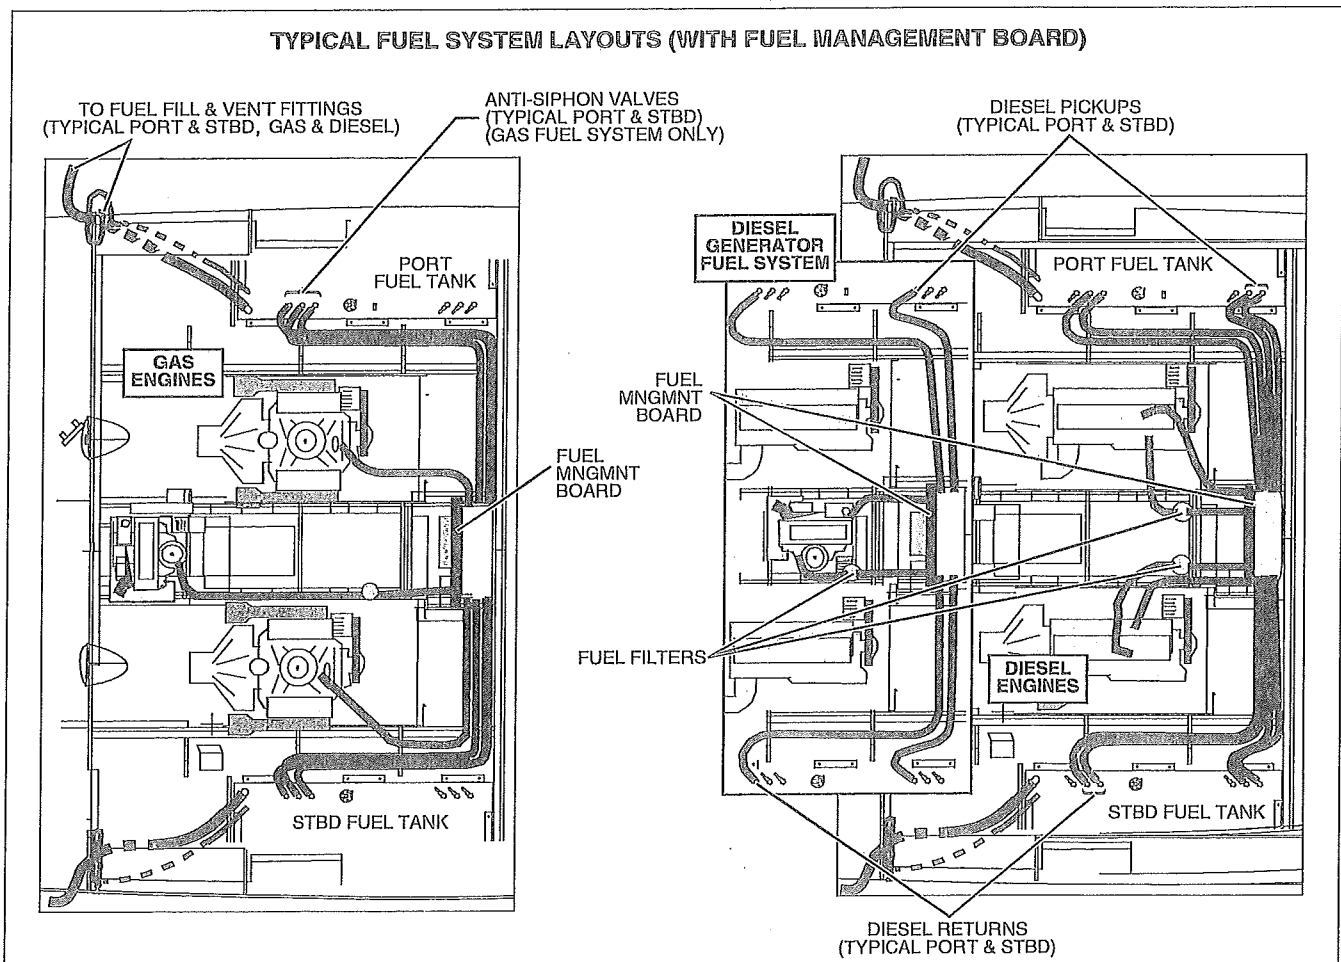 TYPICAL FUEL SYSTEM LAYOUTS (WITH FUEL MANAGEMENT BOARD)
TO FUEL FILL & VENT FITTINGS
(TYPICAL PORT & STBD, GAS & DIESEL)
ANTI-SIPHON VALVES
(TYPICAL PORT & STBD)
(GAS FUEL SYSTEM ONLY)
DIESEL PICKUPS
(TYPICAL PORT & STBD)
PORT
FUEL TANK
GAS
ENGINES
FUEL
MNGMNT
BOARD
STBD FUEL TANK
DIESEL
GENERATOR
FUEL SYSTEM
PORT FUEL TANK
FUEL
MNGMNT
BOARD
FUEL FILTERS
DIESEL
ENGINES
STBD FUEL TANK
DIESEL RETURNS
(TYPICAL PORT & STBD)